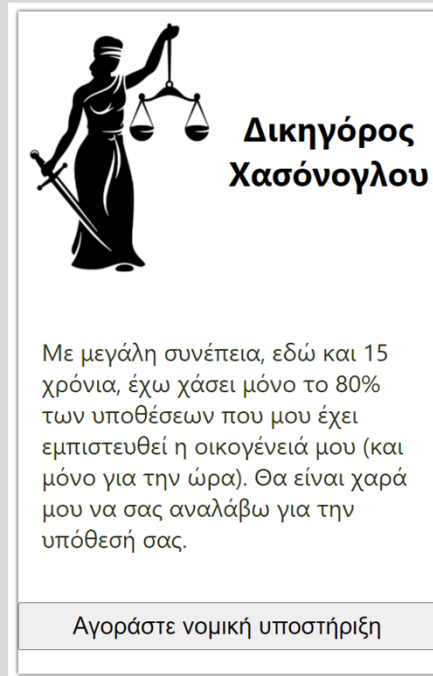 Δικηγόρος
Χασόνογλου
Με μεγάλη συνέπεια, εδώ και 15
χρόνια, έχω χάσει μόνο το 80%
των υποθέσεων που μου έχει
εμπιστευθεί η οικογένειά μου (και
μόνο για την ώρα). Θα είναι χαρά
μου να σας αναλάβω για την
υπόθεσή σας.
Αγοράστε νομική υποστήριξη